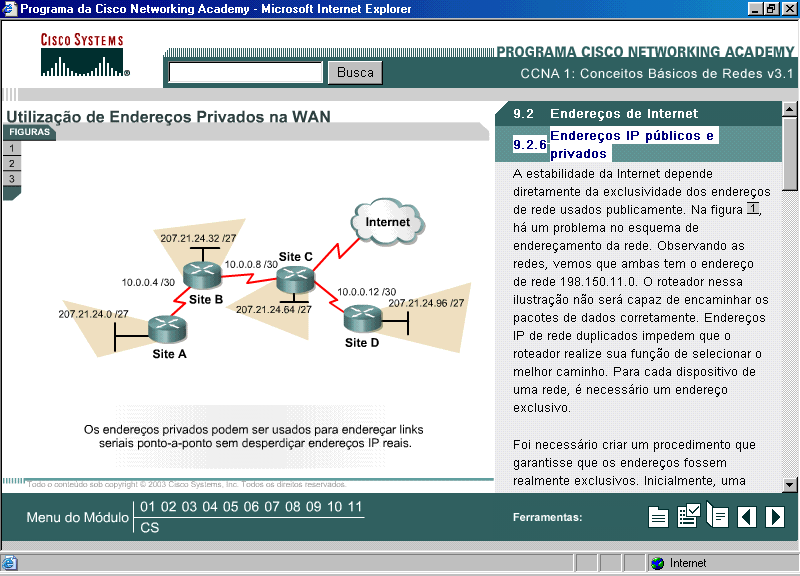 Programa da Cisco Networking Academy - Microsoft Internet Explorer
CISCO SYSTEMS
Busca
PROGRAMA CISCO NETWORKING ACADEMY
CCNA 1: Conceitos Básicos de Redes v3.1
Utilização de Endereços Privados na WAN
FIGURAS
1
2
3
Internet
207.21.24.32 /27
10.0.0.8 /30
Site C
10.0.0.4 /30
Site B
10.0.0.12 /30
207.21.24.96 /27
207.21.24.64 /27
207.21.24.0 /27
Site D
Site A
Os endereços privados podem ser usados para endereçar links
seriais ponto-a-ponto sem desperdiçar endereços IP reais.
Todo o conteúdo sob copyright © 2003 Cisco Systems, Inc. Todos os direitos reservados.
9.2 Endereços de Internet
9.2.6 Endereços IP públicos e
privados
A estabilidade da Internet depende
diretamente da exclusividade dos endereços
de rede usados publicamente. Na figura 1,
há um problema no esquema de
endereçamento da rede. Observando as
redes, vemos que ambas tem o endereço
de rede 198.150.11.0. O roteador nessa
ilustração não será capaz de encaminhar os
pacotes de dados corretamente. Endereços
IP de rede duplicados impedem que o
roteador realize sua função de selecionar o
melhor caminho. Para cada dispositivo de
uma rede, é necessário um endereço
exclusivo.
Foi necessário criar um procedimento que
garantisse que os endereços fossem
realmente exclusivos. Inicialmente, uma
Menu do Módulo
01 02 03 04 05 06 07 08 09 10 11
CS
Ferramentas:
Internet